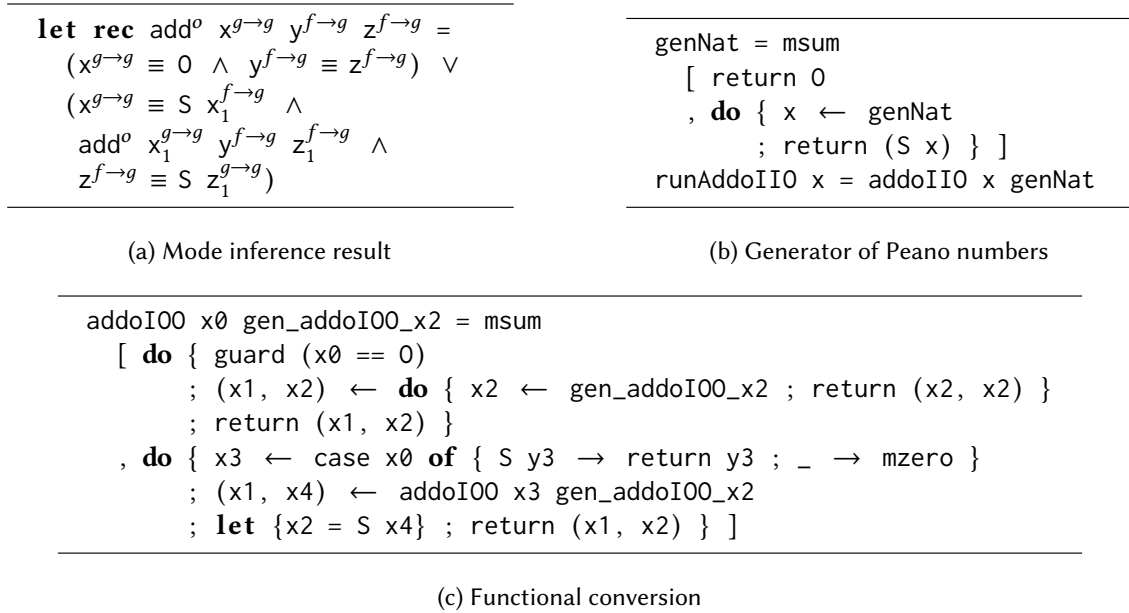 let rec addᵒ x^{g→g} y^{f→g} z^{f→g} =
(x^{g→g} ≡ O ∧ y^{f→g} ≡ z^{f→g}) ∨
(x^{g→g} ≡ S x₁^{f→g} ∧
addᵒ x₁^{g→g} y^{f→g} z₁^{f→g} ∧
z^{f→g} ≡ S z₁^{g→g})
(a) Mode inference result
genNat = msum
[ return O
, do { x ← genNat
; return (S x) } ]
runAddoIIO x = addoIIO x genNat
(b) Generator of Peano numbers
addoIOO x0 gen_addoIOO_x2 = msum
[ do { guard (x0 == O)
; (x1, x2) ← do { x2 ← gen_addoIOO_x2 ; return (x2, x2) }
; return (x1, x2) }
, do { x3 ← case x0 of { S y3 → return y3 ; _ → mzero }
; (x1, x4) ← addoIOO x3 gen_addoIOO_x2
; let {x2 = S x4} ; return (x1, x2) } ]
(c) Functional conversion